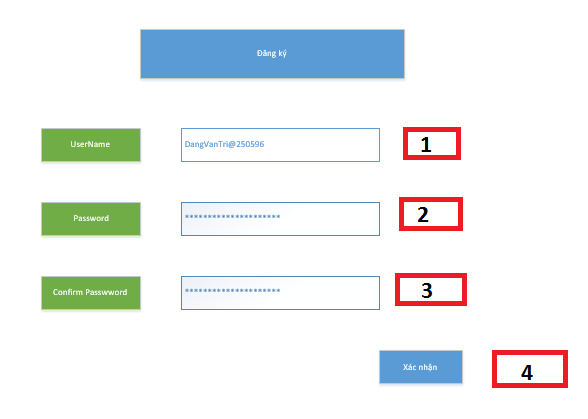 Đăng ký
UserName DangVanTri@250596 1
Password ********************* 2
Confirm Passwword ********************* 3
Xác nhận 4